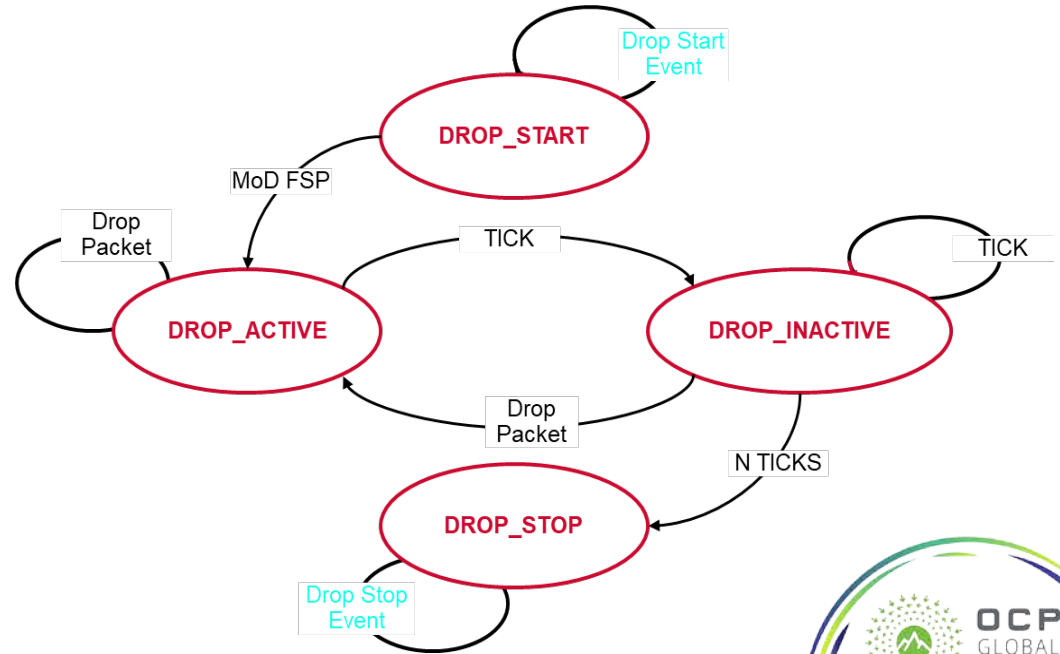 Drop Start
Event
DROP_START
MoD FSP
Drop
Packet
TICK
TICK
DROP_ACTIVE
DROP_INACTIVE
Drop
Packet
N TICKS
DROP_STOP
Drop Stop
Event
OCP
GLOBAL